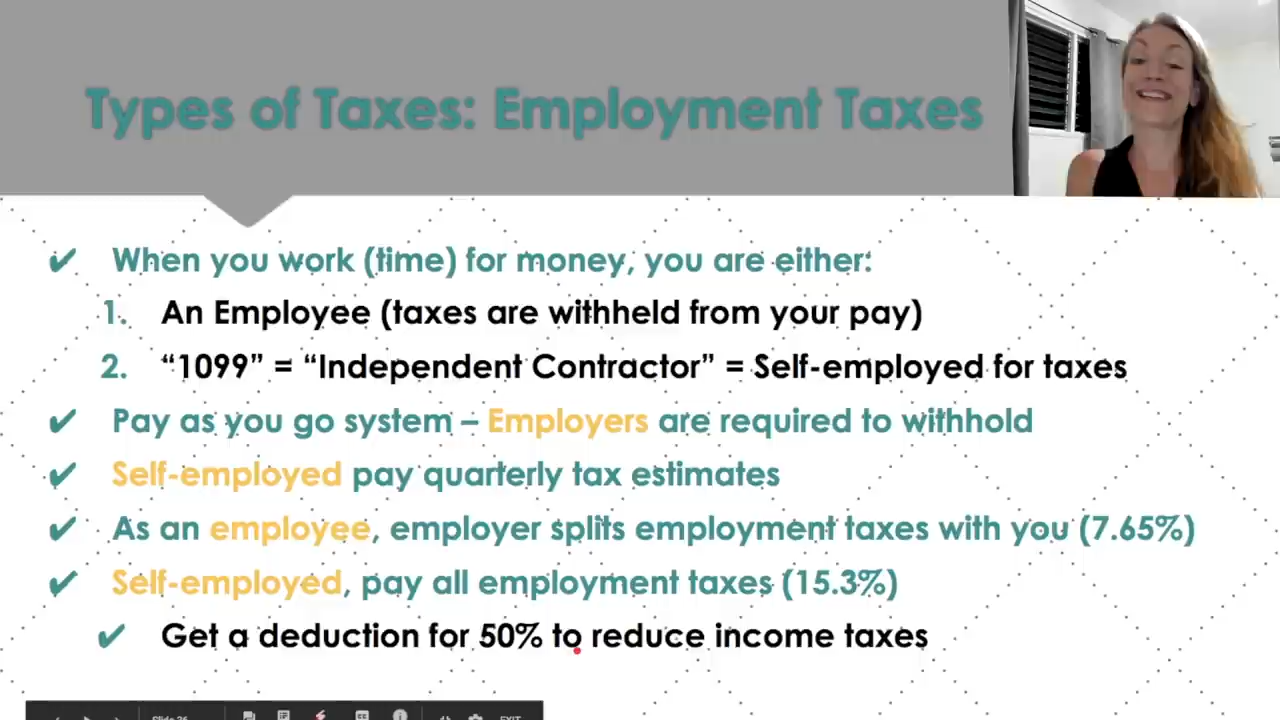 Types of Taxes: Employment Taxes
✔ When you work (time) for money, you are either:
1. An Employee (taxes are withheld from your pay)
2. “1099” = “Independent Contractor” = Self-employed for taxes
✔ Pay as you go system – Employers are required to withhold
✔ Self-employed pay quarterly tax estimates
✔ As an employee, employer splits employment taxes with you (7.65%)
✔ Self-employed, pay all employment taxes (15.3%)
✔ Get a deduction for 50% to reduce income taxes
Slide 26
EXIT